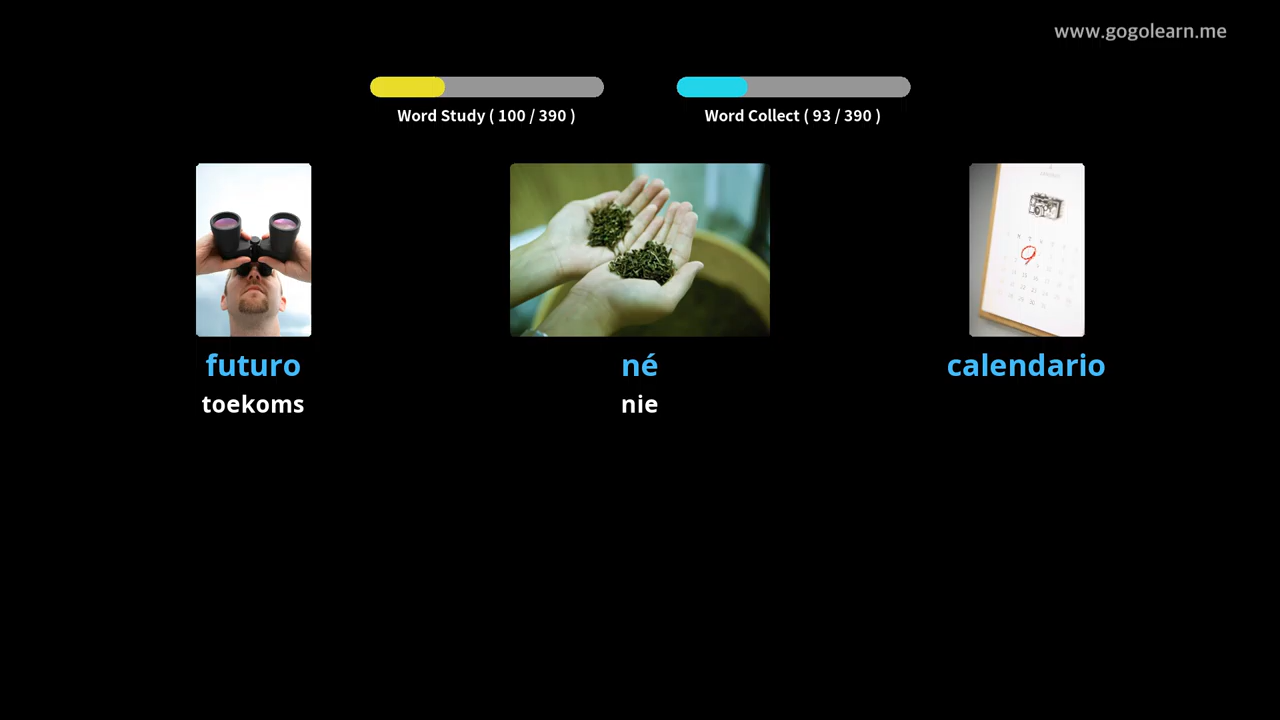 www.gogolearn.me
Word Study ( 100 / 390 )
Word Collect ( 93 / 390 )
futuro
né
calendario
toekoms
nie